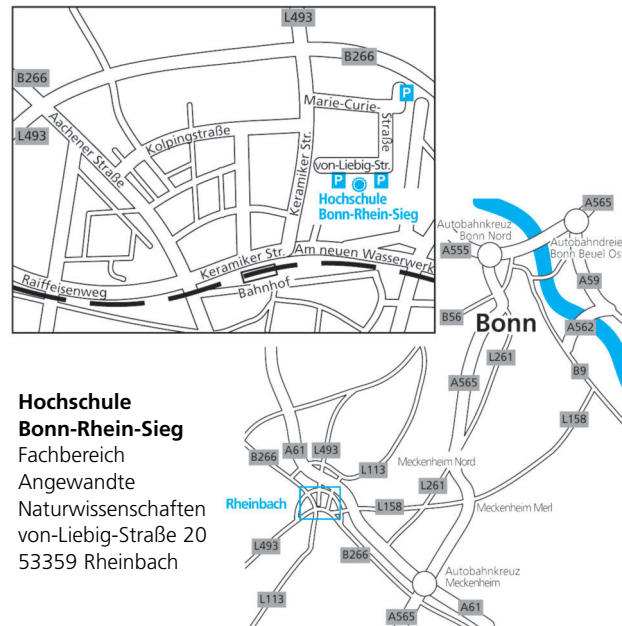 L493
B266
B266
Marie-Curie-
P
Straße
L493
Aachener Straße
Kolpingstraße
Keramiker Str.
von-Liebig-Str.
P
P
Hochschule
Bonn-Rhein-Sieg
Keramiker Str.
Am neuen Wasserwerk
Raiffeisenweg
Bahnhof
A565
Autobahnkreuz
Bonn Nord
Autobahndreie
Bonn Beuel Ost
A555
A59
B56
Bonn
A562
L261
B9
A565
L158
Hochschule
Bonn-Rhein-Sieg
Fachbereich
Angewandte
Naturwissenschaften
von-Liebig-Straße 20
53359 Rheinbach
A61
L493
B266
L113
Meckenheim Nord
L261
Rheinbach
L158
Meckenheim Merl
L493
B266
Autobahnkreuz
Meckenheim
L113
A565
A61